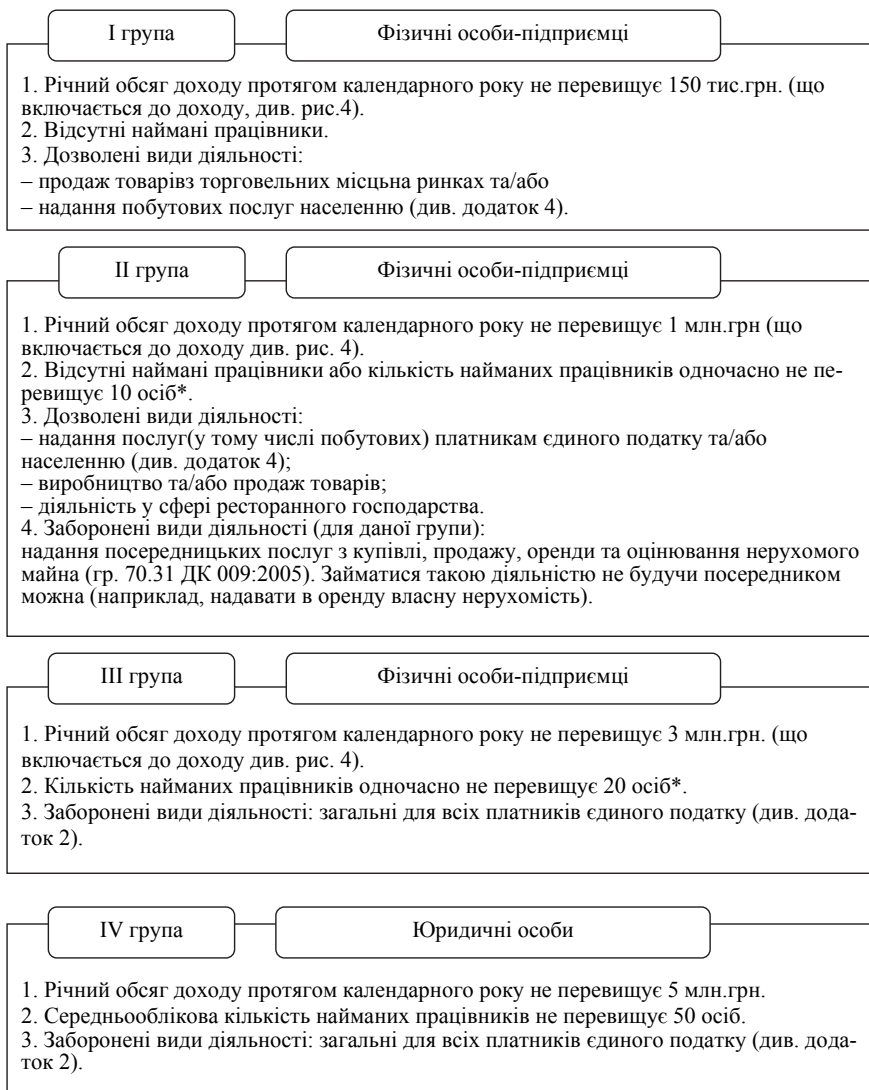 І група
Фізичні особи-підприємці
1. Річний обсяг доходу протягом календарного року не перевищує 150 тис.грн. (що
включається до доходу, див. рис.4).
2. Відсутні наймані працівники.
3. Дозволені види діяльності:
– продаж товарівз торговельних місцьна ринках та/або
– надання побутових послуг населенню (див. додаток 4).
ІІ група
Фізичні особи-підприємці
1. Річний обсяг доходу протягом календарного року не перевищує 1 млн.грн (що
включається до доходу див. рис. 4).
2. Відсутні наймані працівники або кількість найманих працівників одночасно не пе-
ревищує 10 осіб*.
3. Дозволені види діяльності:
– надання послуг(у тому числі побутових) платникам єдиного податку та/або
населенню (див. додаток 4);
– виробництво та/або продаж товарів;
– діяльність у сфері ресторанного господарства.
4. Заборонені види діяльності (для даної групи):
надання посередницьких послуг з купівлі, продажу, оренди та оцінювання нерухомого
майна (гр. 70.31 ДК 009:2005). Займатися такою діяльністю не будучи посередником
можна (наприклад, надавати в оренду власну нерухомість).
ІІІ група
Фізичні особи-підприємці
1. Річний обсяг доходу протягом календарного року не перевищує 3 млн.грн. (що
включається до доходу див. рис. 4).
2. Кількість найманих працівників одночасно не перевищує 20 осіб*.
3. Заборонені види діяльності: загальні для всіх платників єдиного податку (див. дода-
ток 2).
IV група
Юридичні особи
1. Річний обсяг доходу протягом календарного року не перевищує 5 млн.грн.
2. Середньооблікова кількість найманих працівників не перевищує 50 осіб.
3. Заборонені види діяльності: загальні для всіх платників єдиного податку (див. дода-
ток 2).